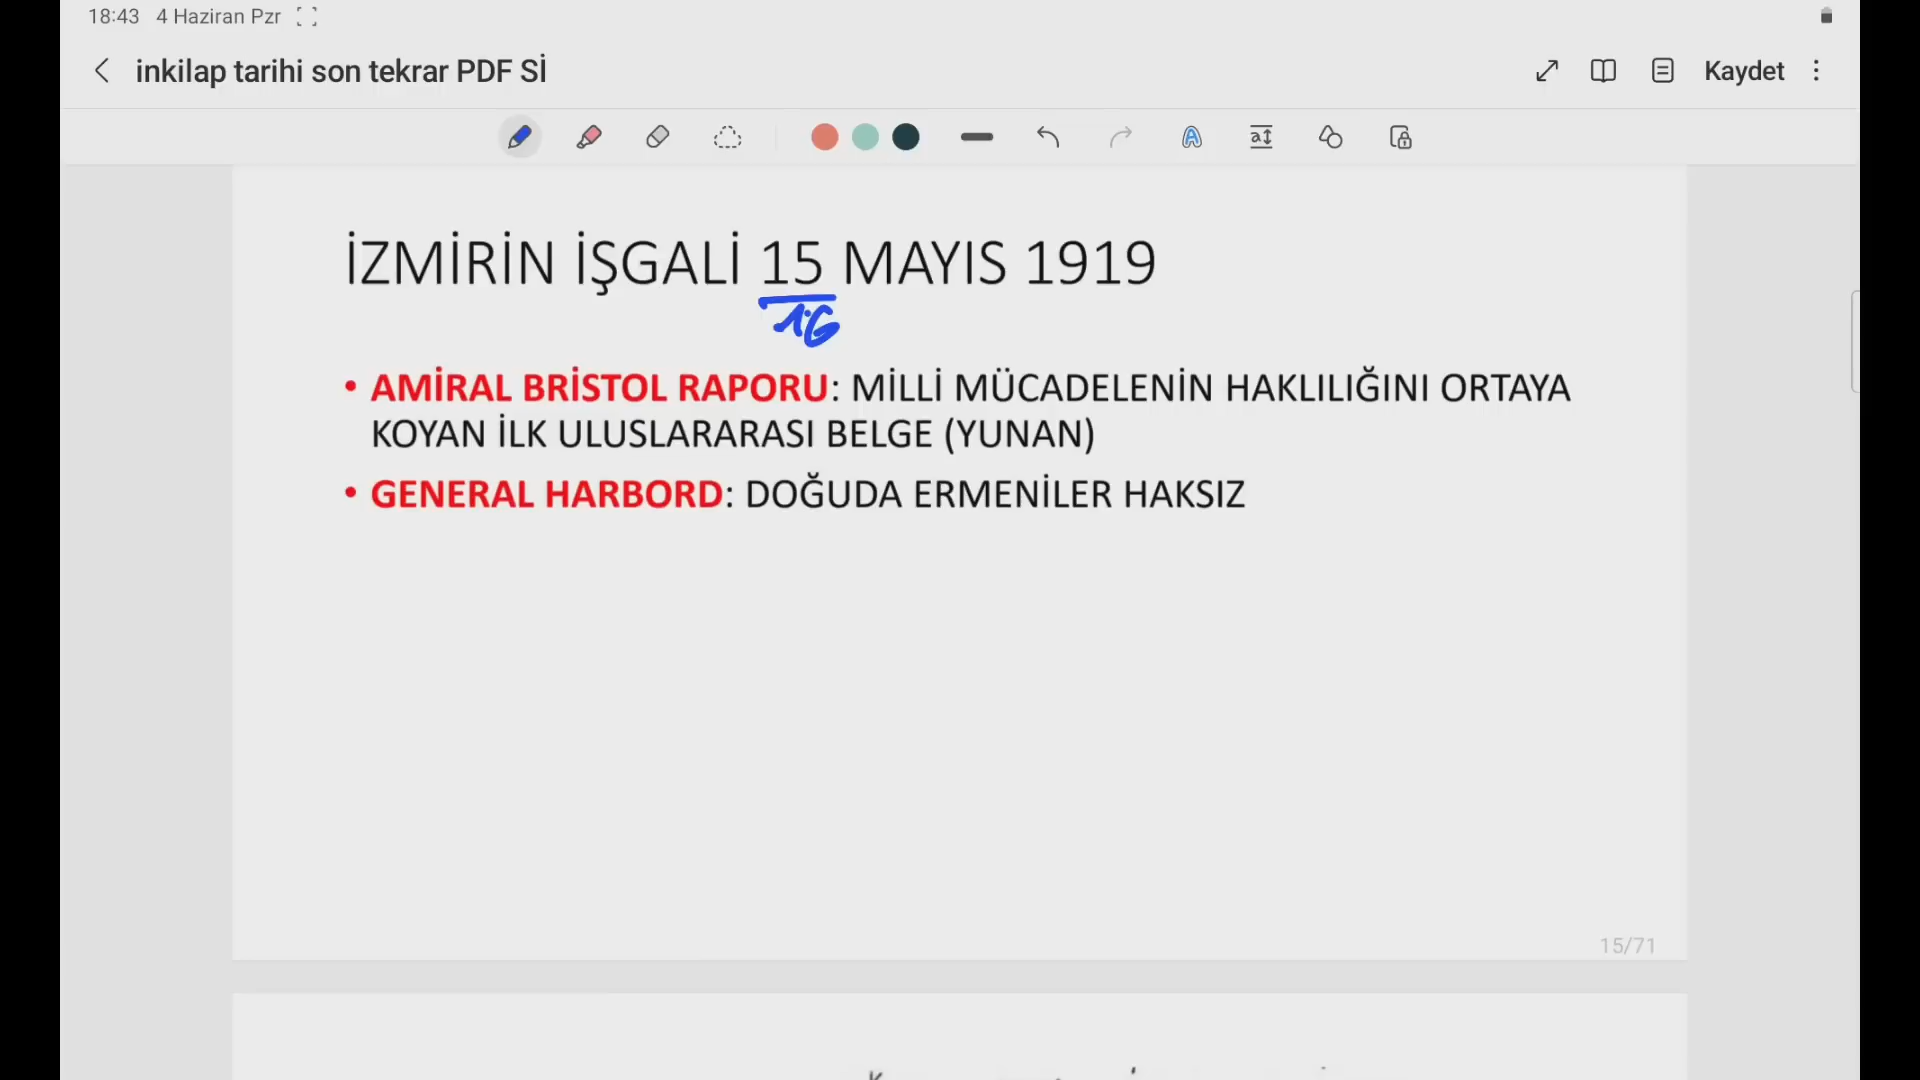 18:43 4 Haziran Pzr
inkilap tarihi son tekrar PDF Sİ
Kaydet
İZMİRİN İŞGALİ 15 MAYIS 1919
16
• AMİRAL BRİSTOL RAPORU: MİLLİ MÜCADELENİN HAKLILIĞINI ORTAYA
KOYAN İLK ULUSLARARASI BELGE (YUNAN)
• GENERAL HARBORD: DOĞUDA ERMENİLER HAKSIZ
15/71